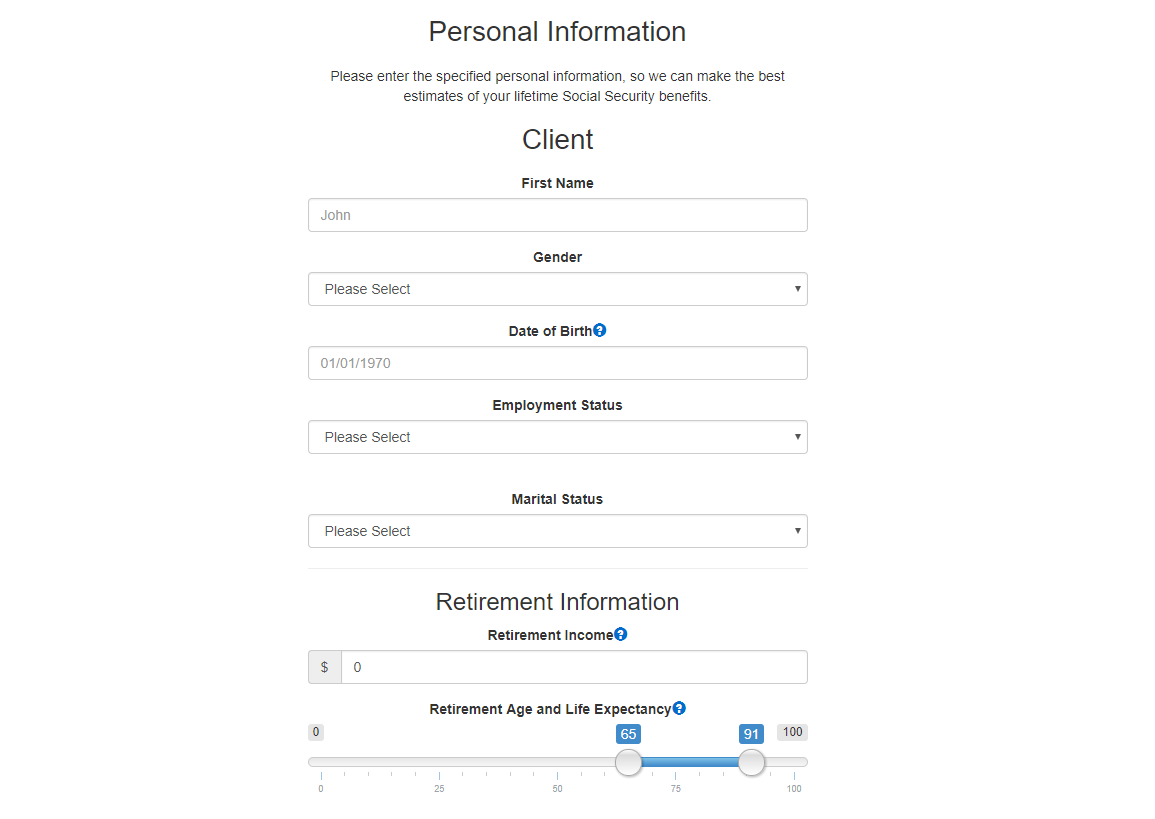 Personal Information
Please enter the specified personal information, so we can make the best
estimates of your lifetime Social Security benefits.
Client
First Name
John
Gender
Please Select
Date of Birth
01/01/1970
Employment Status
Please Select
Marital Status
Please Select
Retirement Information
Retirement Income
$ 0
Retirement Age and Life Expectancy
0 65 91 100
0 25 50 75 100